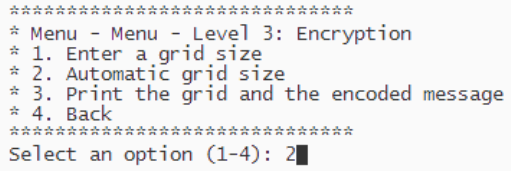 ******************************
* Menu - Menu - Level 3: Encryption
* 1. Enter a grid size
* 2. Automatic grid size
* 3. Print the grid and the encoded message
* 4. Back
******************************
Select an option (1-4): 2